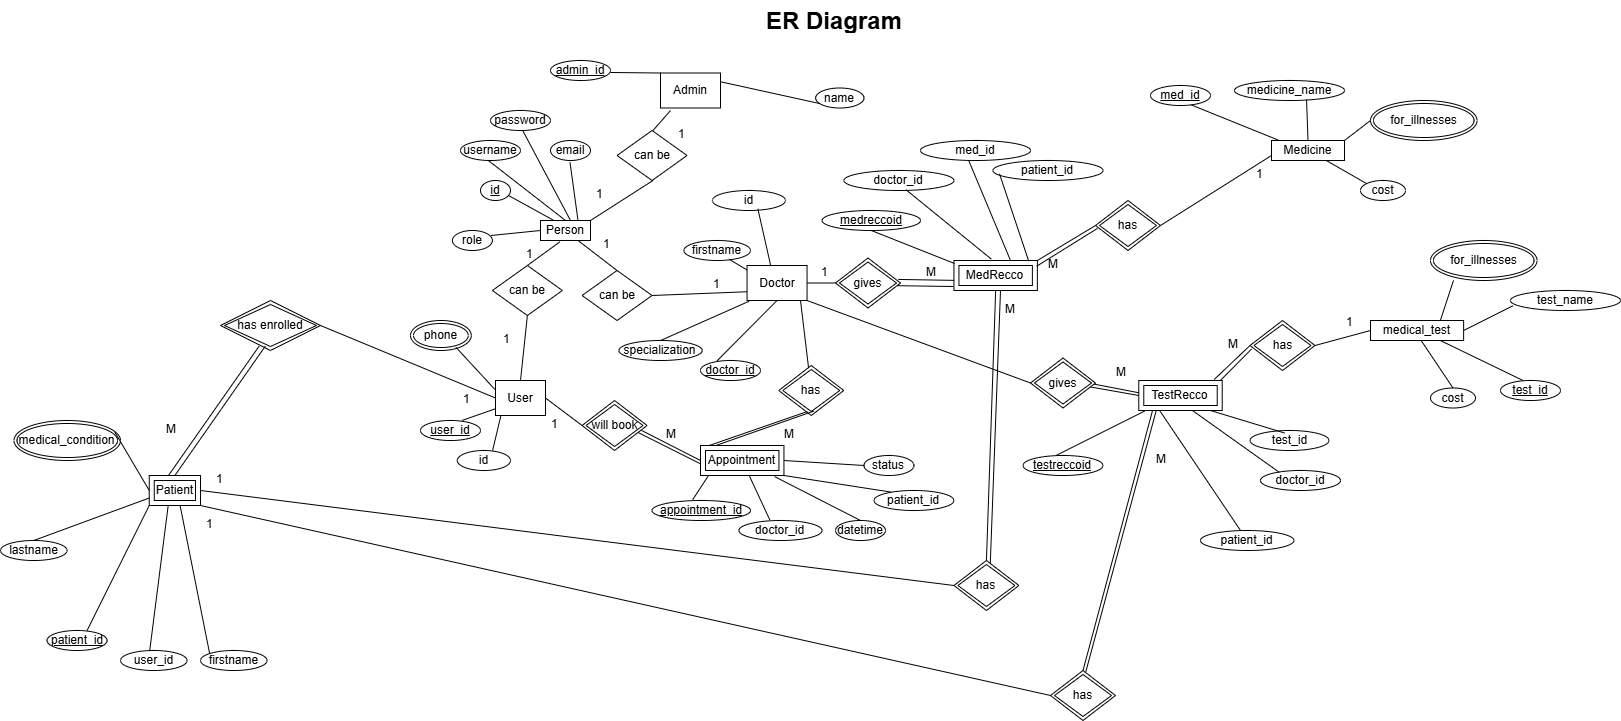 ER Diagram
admin_id
Admin
name
password
1
username
email
can be
id
1
role
Person
1
1
can be
can be
1
1
id
firstname
Doctor
specialization
doctor_id
1
gives
M
medreccoid
doctor_id
med_id
patient_id
MedRecco
M
M
has
1
med_id
medicine_name
for_illnesses
Medicine
cost
for_illnesses
test_name
medical_test
cost
test_id
1
has
M
gives
M
TestRecco
testreccoid
test_id
doctor_id
patient_id
M
has enrolled
phone
User
1
user_id
id
1
will book
M
has
M
Appointment
status
patient_id
appointment_id
doctor_id
datetime
M
medical_condition
Patient
1
1
lastname
patient_id
user_id
firstname
has
has